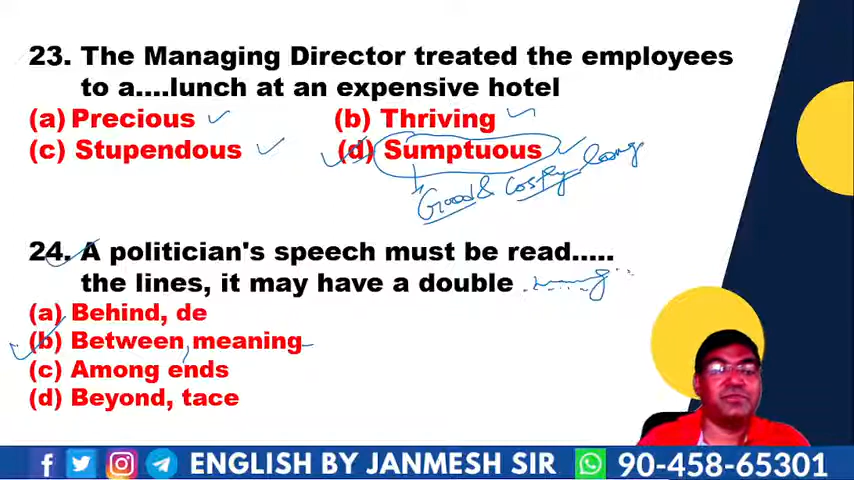 23. The Managing Director treated the employees
to a....lunch at an expensive hotel
(a) Precious (b) Thriving
(c) Stupendous (d) Sumptuous
Good & Costly
24. A politician's speech must be read.....
the lines, it may have a double ........
(a) Behind, de
(b) Between, meaning
(c) Among ends
(d) Beyond, tace
ENGLISH BY JANMESH SIR 90-458-65301